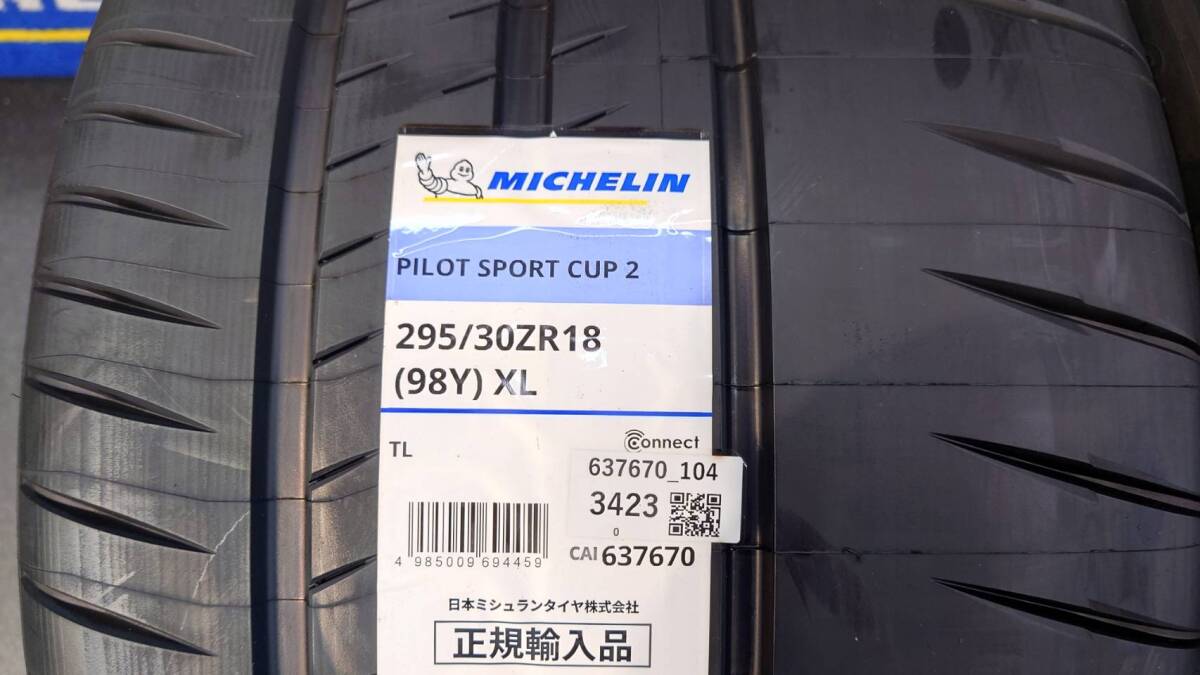 MICHELIN
PILOT SPORT CUP 2
295/30ZR18
(98Y) XL
TL
Connect
637670_104
3423
0
4 985009 694459
CAI 637670
日本ミシュランタイヤ株式会社
正規輸入品